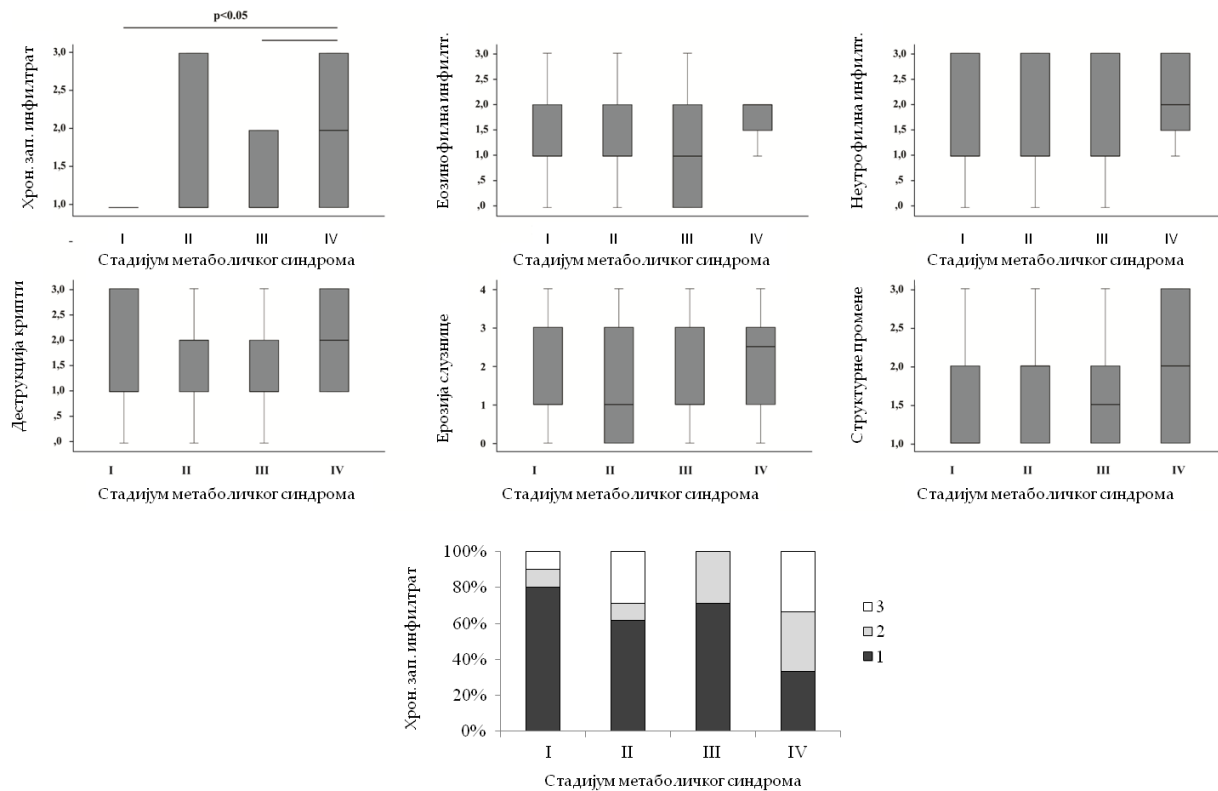 p<0.05
Хрон. зап. инфилтрат
3,0
2,5
2,0
1,5
1,0
-
I II III IV
Стадијум метаболичког синдрома
Еозинофилна инфилтг.
3,0
2,5
2,0
1,5
1,0
,5
,0
I II III IV
Стадијум метаболичког синдрома
Неутрофилна инфилт.
3,0
2,5
2,0
1,5
1,0
,5
,0
I II III IV
Стадијум метаболичког синдрома
Деструкција крипти
3,0
2,5
2,0
1,5
1,0
,5
,0
I II III IV
Стадијум метаболичког синдрома
Ерозија слузнице
4
3
2
1
0
I II III IV
Стадијум метаболичког синдрома
Структурне промене
3,0
2,5
2,0
1,5
1,0
I II III IV
Стадијум метаболичког синдрома
Хрон. зап. инфилтрат
100%
80%
60%
40%
20%
0%
I II III IV
Стадијум метаболичког синдрома
3
2
1